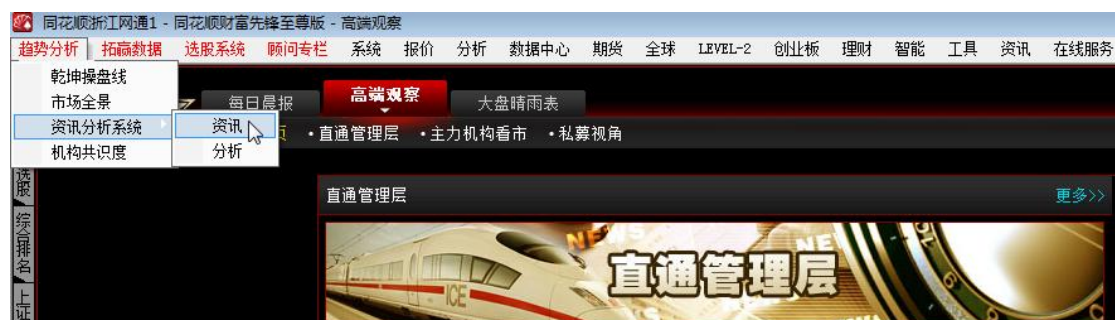 同花顺浙江网通1 - 同花顺财富先锋至尊版 - 高端观察
趋势分析 拓赢数据 选股系统 顾问专栏 系统 报价 分析 数据中心 期货 全球 LEVEL-2 创业板 理财 智能 工具 资讯 在线服务
乾坤操盘线
市场全景
资讯分析系统
机构共识度
资讯
分析
每日晨报 高端观察 大盘晴雨表
页 •直通管理层 •主力机构看市 •私募视角
选股
综合排名
上证
直通管理层 更多>>
NEWS
NE
直通管理层
ICE